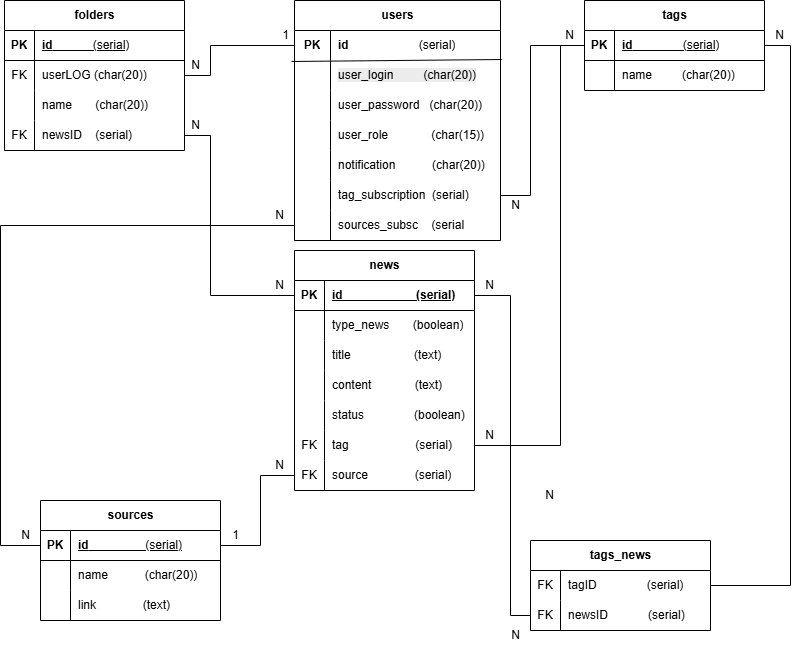 folders
PK id (serial)
FK userLOG (char(20))
name (char(20))
FK newsID (serial)
N
N
1
users
PK id (serial)
user_login (char(20))
user_password (char(20))
user_role (char(15))
notification (char(20))
tag_subscription (serial)
sources_subsc (serial
N
N
N
tags
PK id (serial)
name (char(20))
N
news
PK id (serial)
type_news (boolean)
title (text)
content (text)
status (boolean)
FK tag (serial)
FK source (serial)
N
N
N
N
N
sources
PK id (serial)
name (char(20))
link (text)
N
1
tags_news
FK tagID (serial)
FK newsID (serial)
N